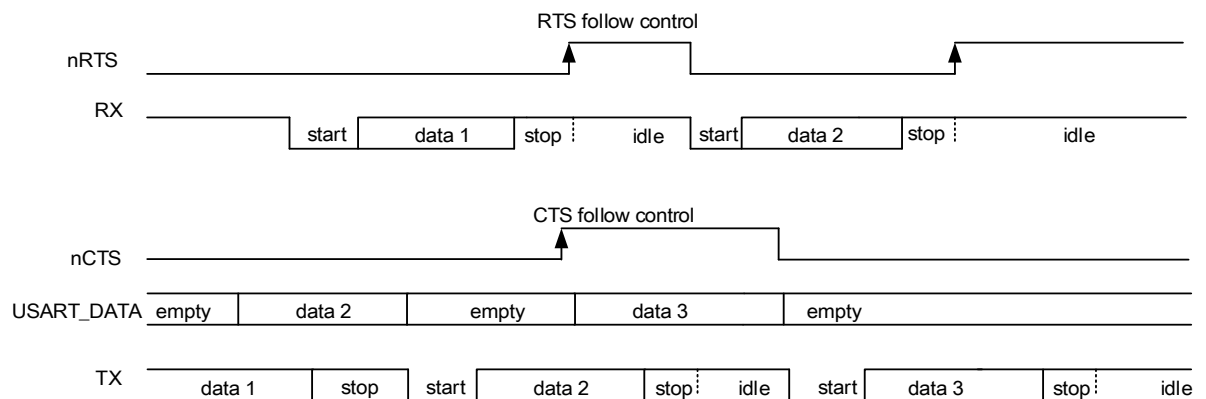 RTS follow control
nRTS
RX
start data 1 stop idle start data 2 stop idle
CTS follow control
nCTS
USART_DATA empty data 2 empty data 3 empty
TX
data 1 stop start data 2 stop idle start data 3 stop idle